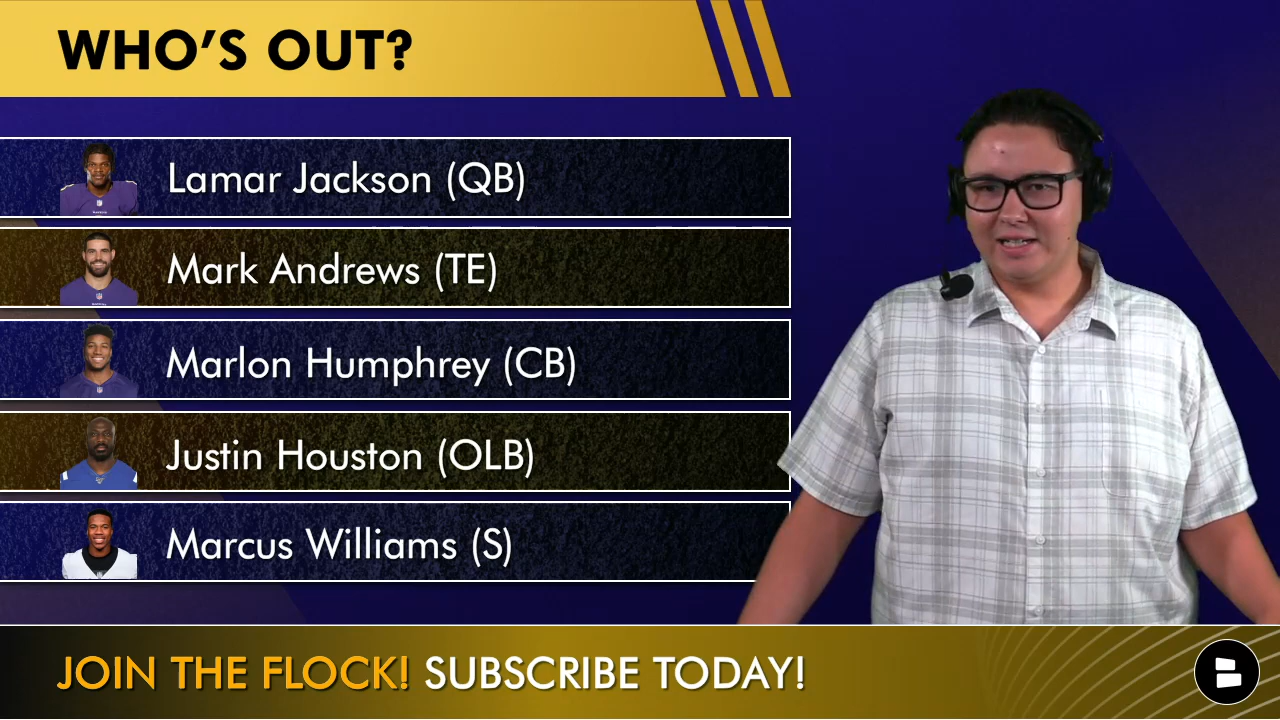 WHO'S OUT?
Lamar Jackson (QB)
Mark Andrews (TE)
Marlon Humphrey (CB)
Justin Houston (OLB)
Marcus Williams (S)
JOIN THE FLOCK! SUBSCRIBE TODAY!